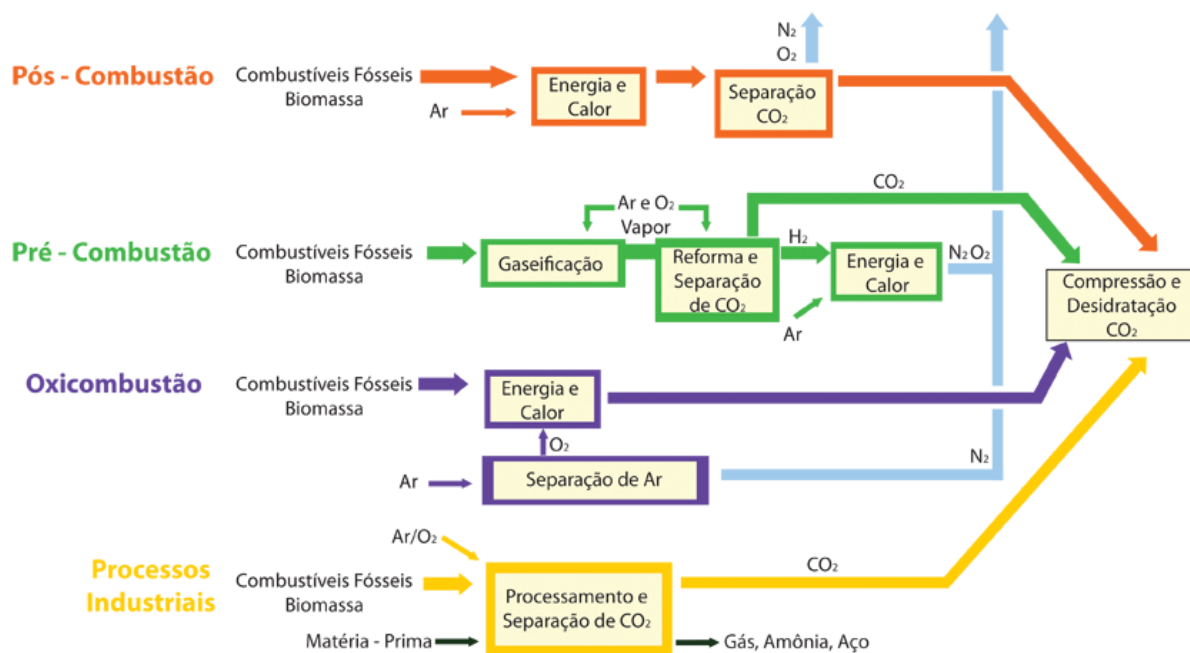 N₂
O₂
Pós - Combustão
Combustíveis Fósseis
Biomassa
Ar
Energia e
Calor
Separação
CO₂
CO₂
Ar e O₂
Vapor
Pré - Combustão
Combustíveis Fósseis
Biomassa
Gaseificação
Reforma e
Separação
de CO₂
H₂
Ar
Energia e
Calor
N₂O₂
Compressão e
Desidratação
CO₂
Oxicombustão
Combustíveis Fósseis
Biomassa
Energia e
Calor
O₂
Ar
Separação de Ar
N₂
Processos
Industriais
Ar/O₂
Combustíveis Fósseis
Biomassa
Matéria - Prima
Processamento e
Separação de CO₂
CO₂
Gás, Amônia, Aço